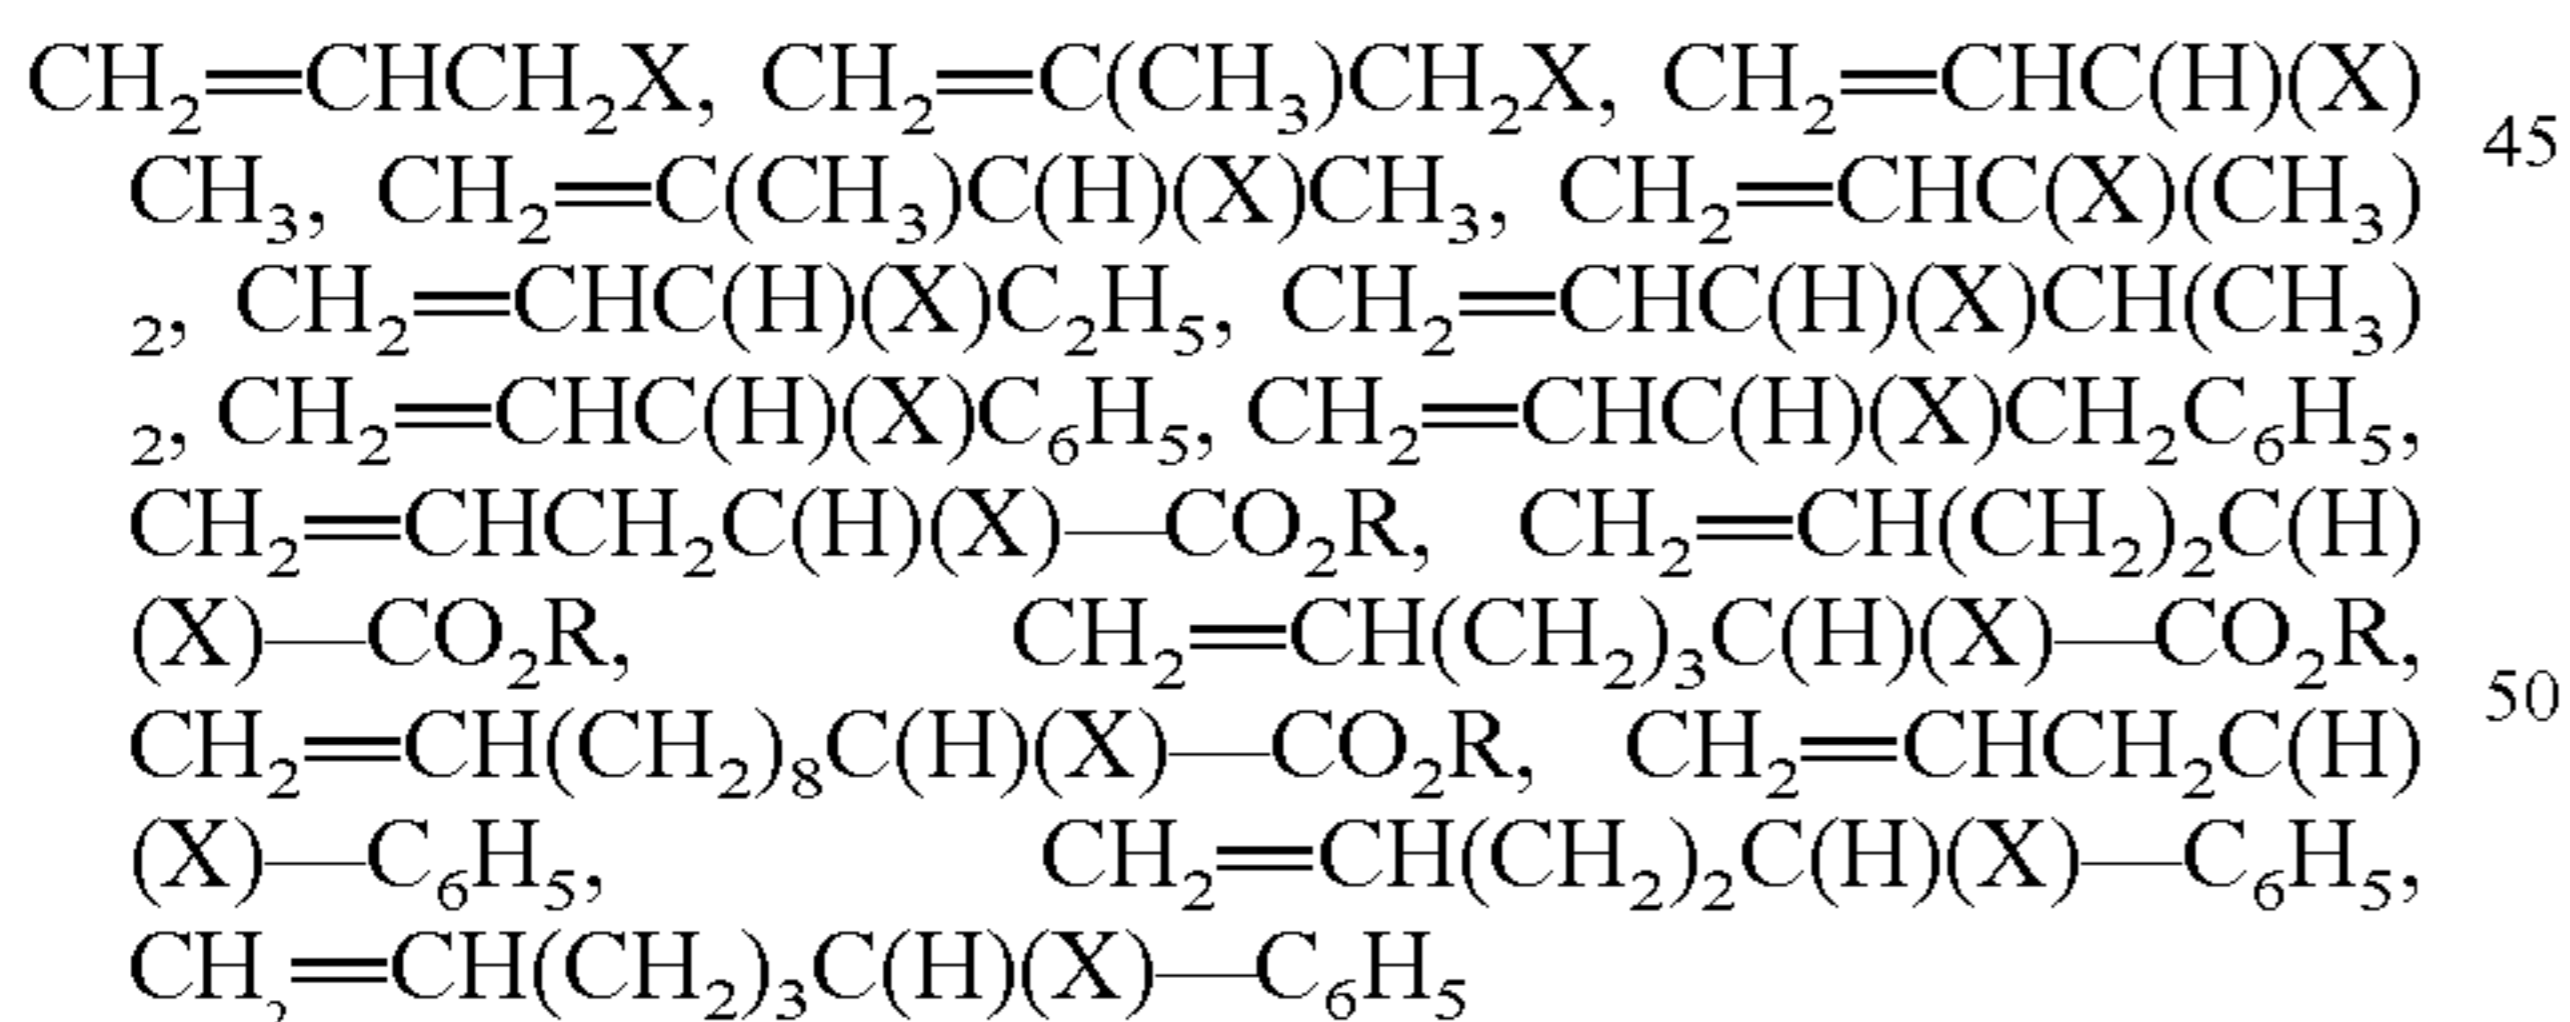 CH₂═CHCH₂X, CH₂═C(CH₃)CH₂X, CH₂═CHC(H)(X)
45
CH₃, CH₂═C(CH₃)C(H)(X)CH₃, CH₂═CHC(X)(CH₃)
₂, CH₂═CHC(H)(X)C₂H₅, CH₂═CHC(H)(X)CH(CH₃)
₂, CH₂═CHC(H)(X)C₆H₅, CH₂═CHC(H)(X)CH₂C₆H₅,
CH₂═CHCH₂C(H)(X)—CO₂R, CH₂═CH(CH₂)₂C(H)
(X)—CO₂R, CH₂═CH(CH₂)₃C(H)(X)—CO₂R,
50
CH₂═CH(CH₂)₈C(H)(X)—CO₂R, CH₂═CHCH₂C(H)
(X)—C₆H₅, CH₂═CH(CH₂)₂C(H)(X)—C₆H₅,
CH₂═CH(CH₂)₃C(H)(X)—C₆H₅